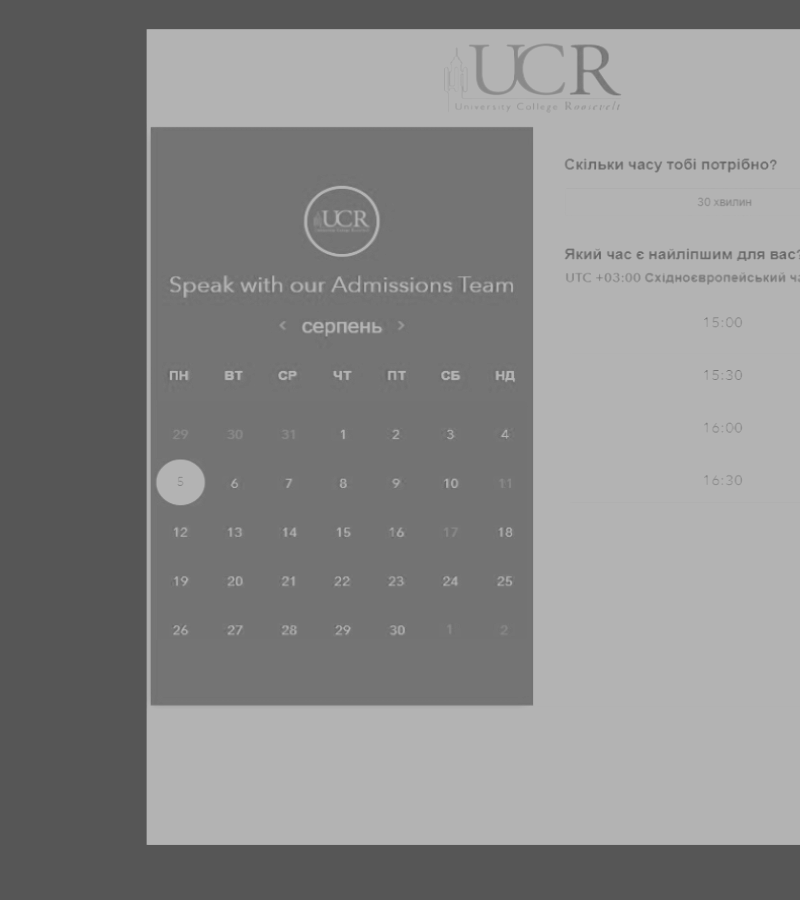 UCR
University College Roosevelt
UCR
Speak with our Admissions Team
< серпень >
ПН ВТ СР ЧТ ПТ СБ НД
29 30 31 1 2 3 4
5 6 7 8 9 10 11
12 13 14 15 16 17 18
19 20 21 22 23 24 25
26 27 28 29 30 1 2
Скільки часу тобі потрібно?
30 хвилин
Який час є найліпшим для вас?
UTC +03:00 Східноєвропейський ча
15:00
15:30
16:00
16:30